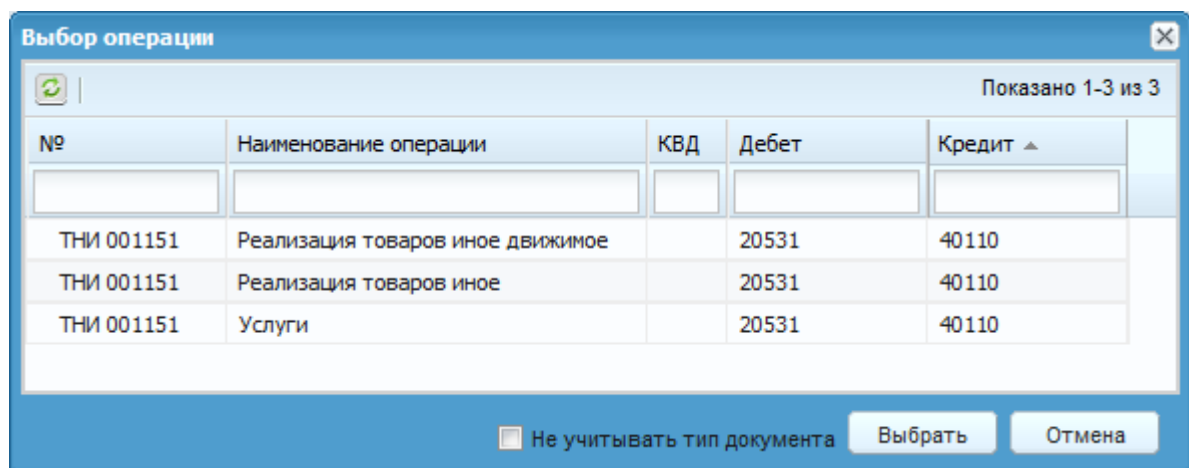 Выбор операции
Показано 1-3 из 3
№ Наименование операции КВД Дебет Кредит
ТНИ 001151 Реализация товаров иное движимое 20531 40110
ТНИ 001151 Реализация товаров иное 20531 40110
ТНИ 001151 Услуги 20531 40110
Не учитывать тип документа Выбрать Отмена